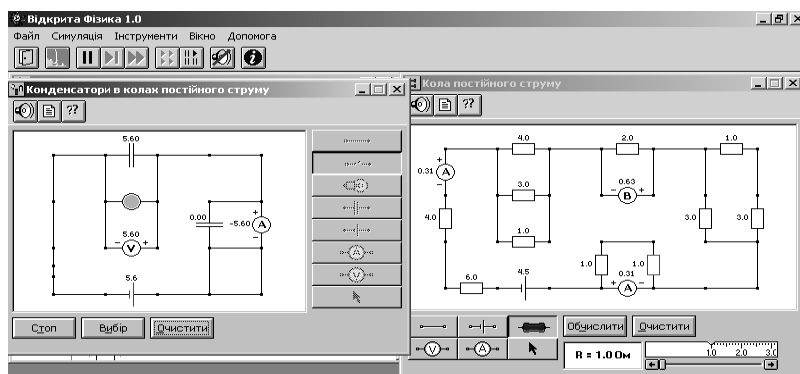 Відкрита Фізика 1.0
Файл Симуляція Інструменти Вікно Допомога
Конденсатори в колах постійного струму
??
5.60
0.00
-5.60
A
+
−
5.60
− V +
5.6
A
V
Стоп Вибір Очистити
Кола постійного струму
??
4.0 2.0 1.0
+
0.31 A
−
3.0
0.63
− В +
4.0
1.0
3.0 3.0
1.0 1.0
6.0 4.5 0.31
+ A −
Обчислити Очистити
V A
R = 1.0 Ом
1.0 2.0 3.0